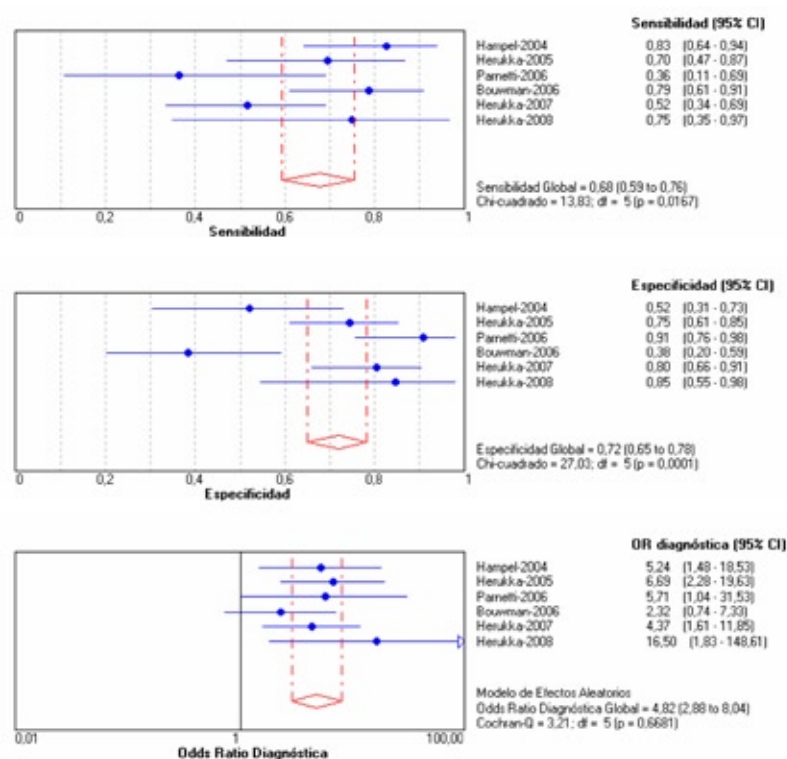 Sensibilidad (95% CI)
Hampel-2004 0,83 (0,64 - 0,94)
Herukka-2005 0,70 (0,47 - 0,87)
Parnetti-2006 0,36 (0,11 - 0,69)
Bouwman-2006 0,79 (0,61 - 0,91)
Herukka-2007 0,52 (0,34 - 0,69)
Herukka-2008 0,75 (0,35 - 0,97)
Sensibilidad Global = 0,68 (0,59 to 0,76)
Chi-cuadrado = 13,83; df = 5 (p = 0,0167)
0 0,2 0,4 0,6 0,8 1
Sensibilidad
Especificidad (95% CI)
Hampel-2004 0,52 (0,31 - 0,73)
Herukka-2005 0,75 (0,61 - 0,85)
Parnetti-2006 0,91 (0,76 - 0,98)
Bouwman-2006 0,38 (0,20 - 0,59)
Herukka-2007 0,80 (0,66 - 0,91)
Herukka-2008 0,85 (0,55 - 0,98)
Especificidad Global = 0,72 (0,65 to 0,78)
Chi-cuadrado = 27,03; df = 5 (p = 0,0001)
0 0,2 0,4 0,6 0,8 1
Especificidad
OR diagnóstica (95% CI)
Hampel-2004 5,24 (1,48 - 18,53)
Herukka-2005 6,69 (2,28 - 19,63)
Parnetti-2006 5,71 (1,04 - 31,53)
Bouwman-2006 2,32 (0,74 - 7,33)
Herukka-2007 4,37 (1,61 - 11,85)
Herukka-2008 16,50 (1,83 - 148,61)
Modelo de Efectos Aleatorios
Odds Ratio Diagnóstica Global = 4,82 (2,88 to 8,04)
Cochran-Q = 3,21; df = 5 (p = 0,6681)
0,01 1 100,00
Odds Ratio Diagnóstica